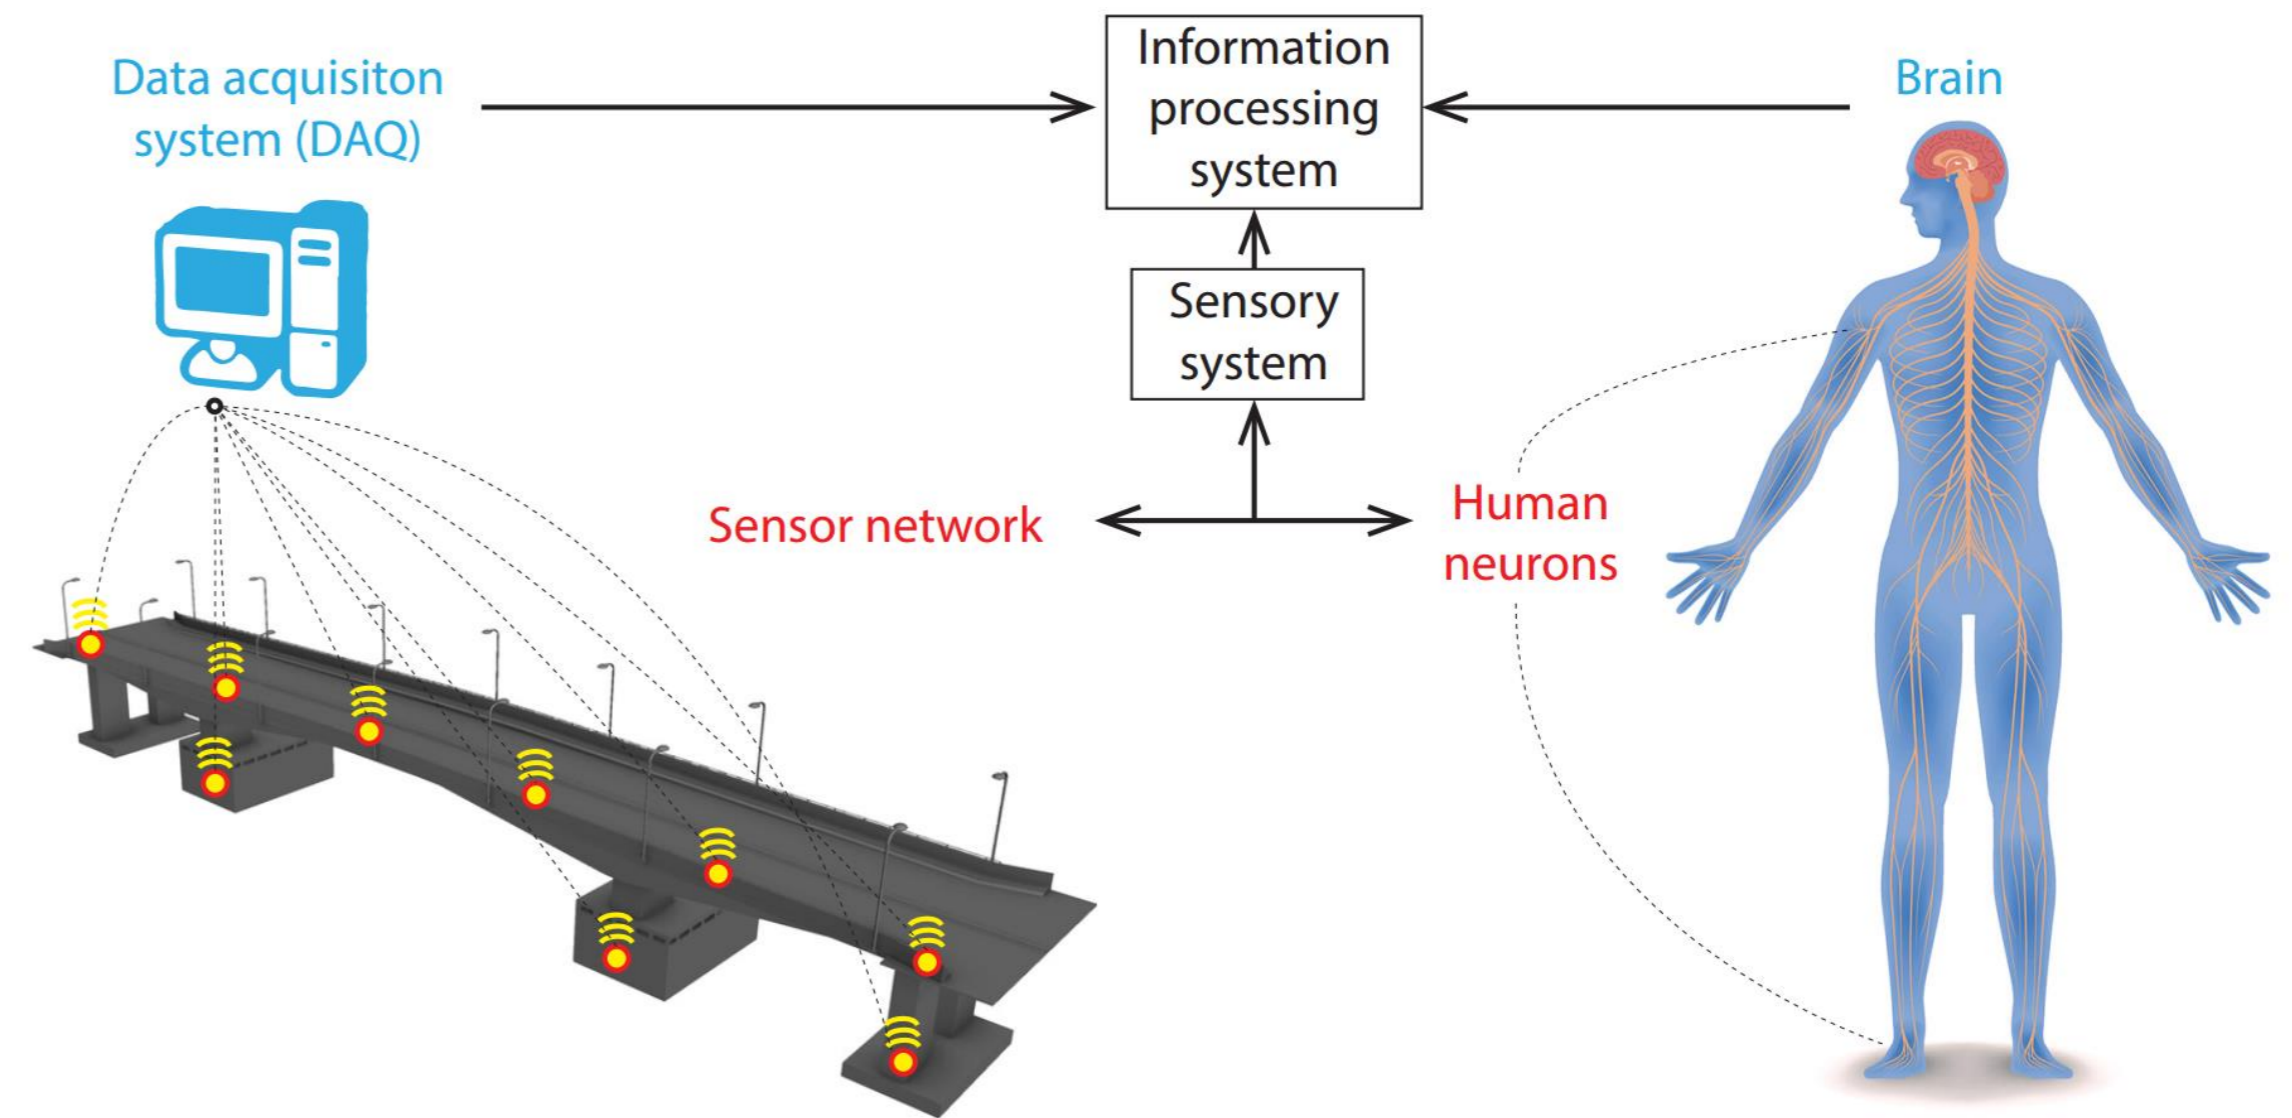 Data acquisiton
system (DAQ)
Information
processing
system
Brain
Sensory
system
Sensor network
Human
neurons